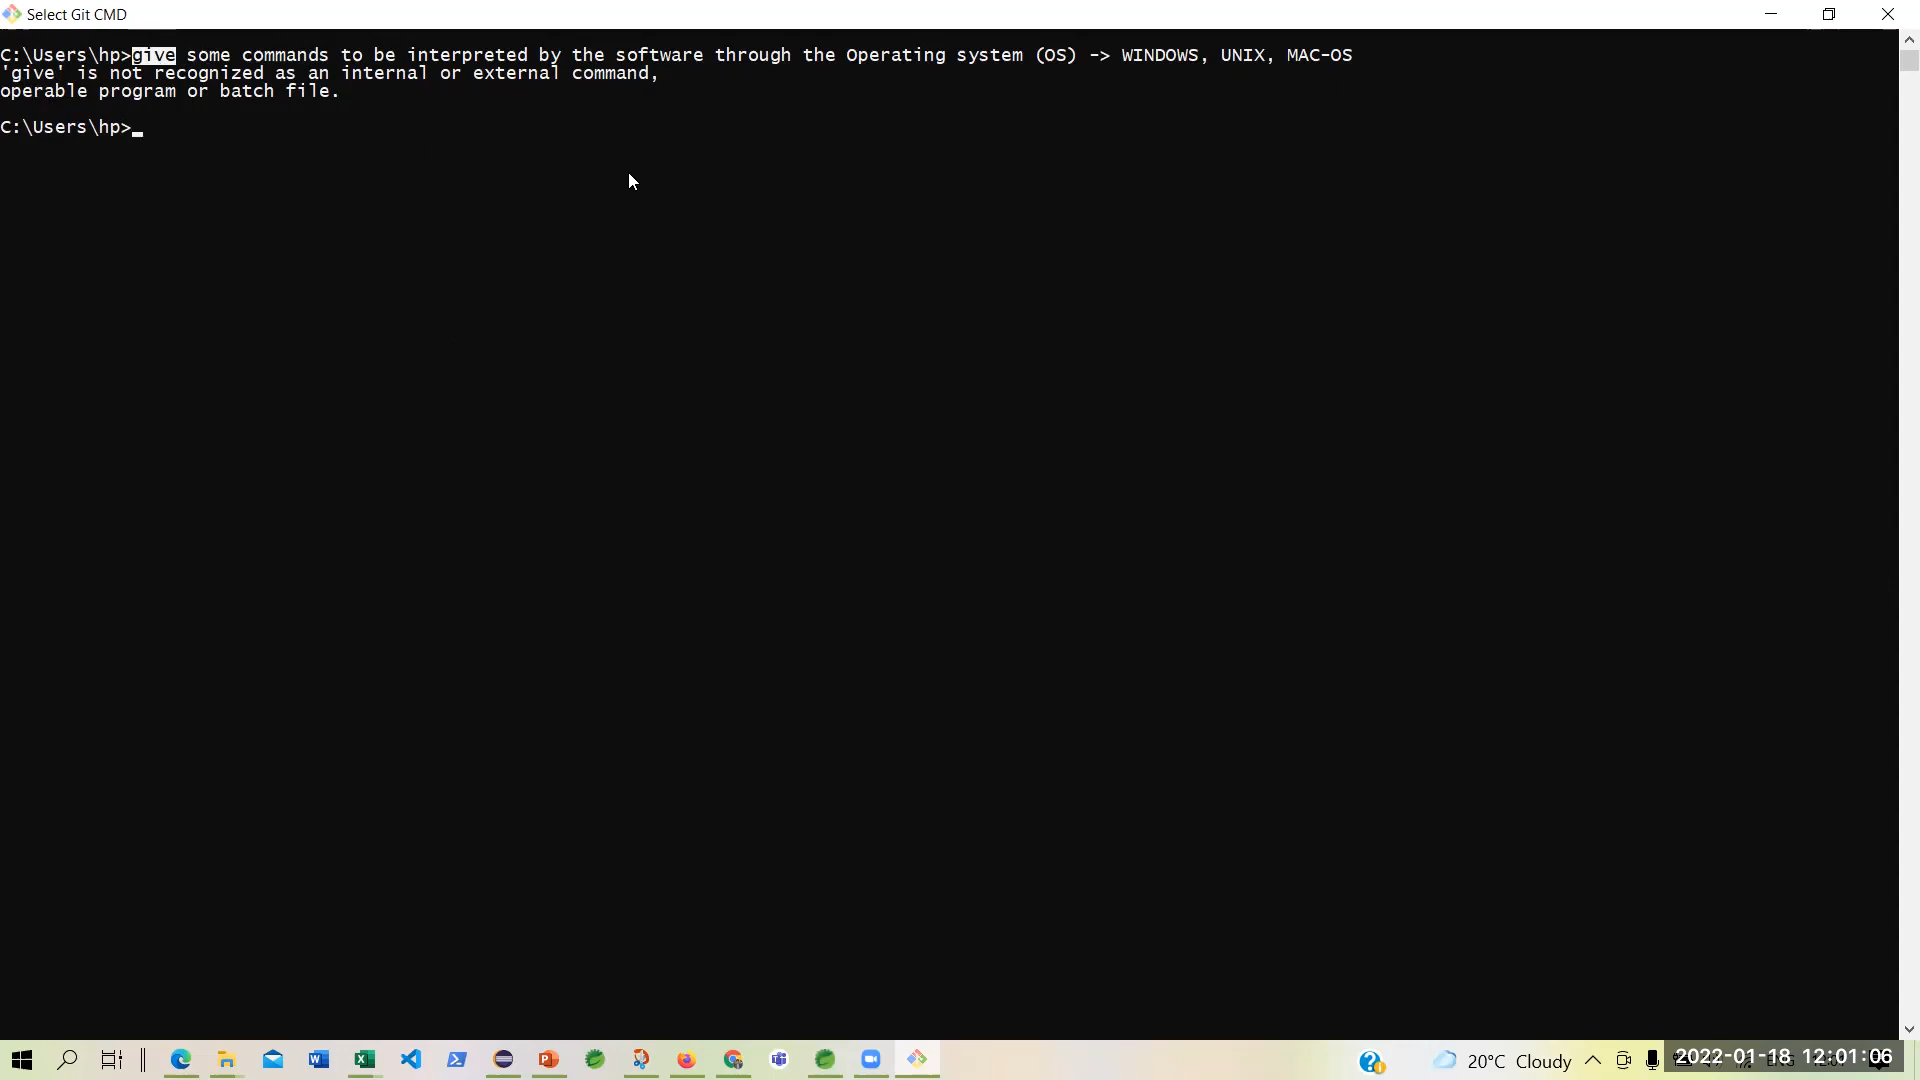 Select Git CMD
C:\Users\hp>give some commands to be interpreted by the software through the Operating system (OS) -> WINDOWS, UNIX, MAC-OS
'give' is not recognized as an internal or external command,
operable program or batch file.
C:\Users\hp>
20°C Cloudy
2022-01-18 12:01:06